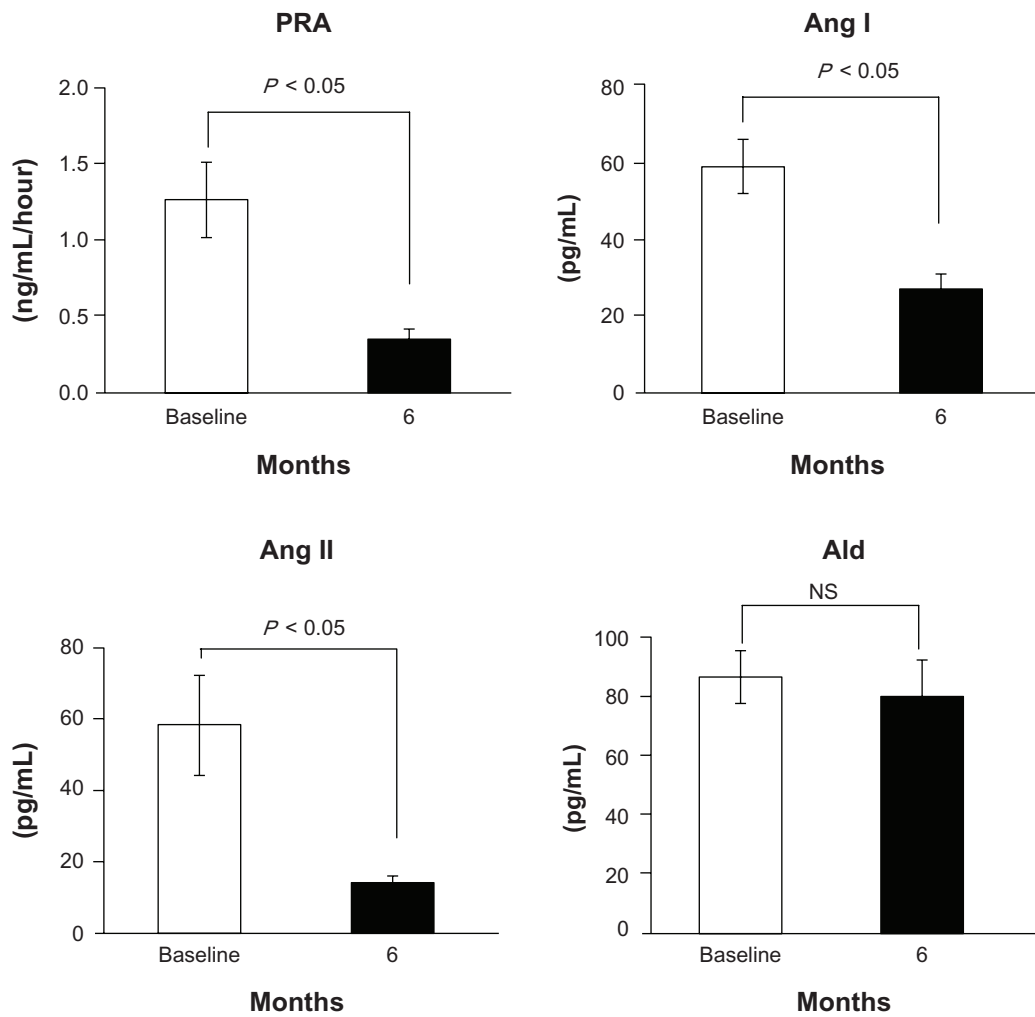 PRA
P < 0.05
2.0
1.5
1.0
0.5
0.0
(ng/mL/hour)
Baseline 6
Months
Ang I
P < 0.05
80
60
40
20
0
(pg/mL)
Baseline 6
Months
Ang II
P < 0.05
80
60
40
20
0
(pg/mL)
Baseline 6
Months
Ald
NS
100
80
60
40
20
0
(pg/mL)
Baseline 6
Months